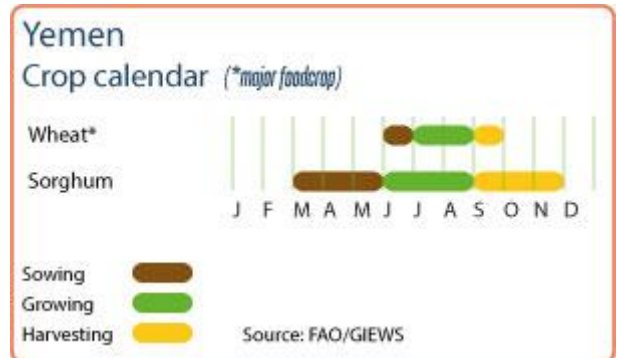 Yemen
Crop calendar (*major foodcrop)
Wheat*
Sorghum
J F M A M J J A S O N D
Sowing
Growing
Harvesting Source: FAO/GIEWS